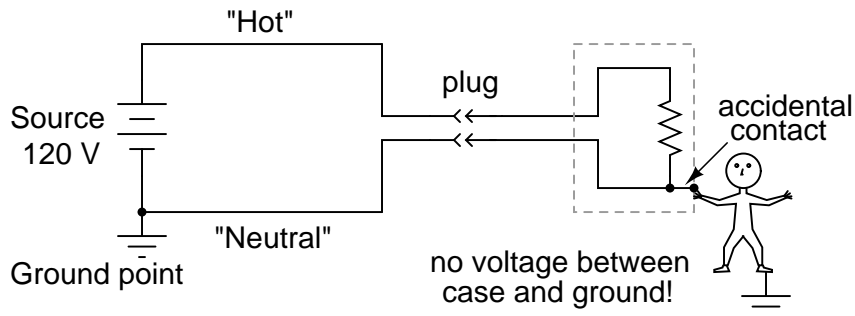 "Hot"
plug
Source
120 V
accidental
contact
"Neutral"
Ground point
no voltage between
case and ground!